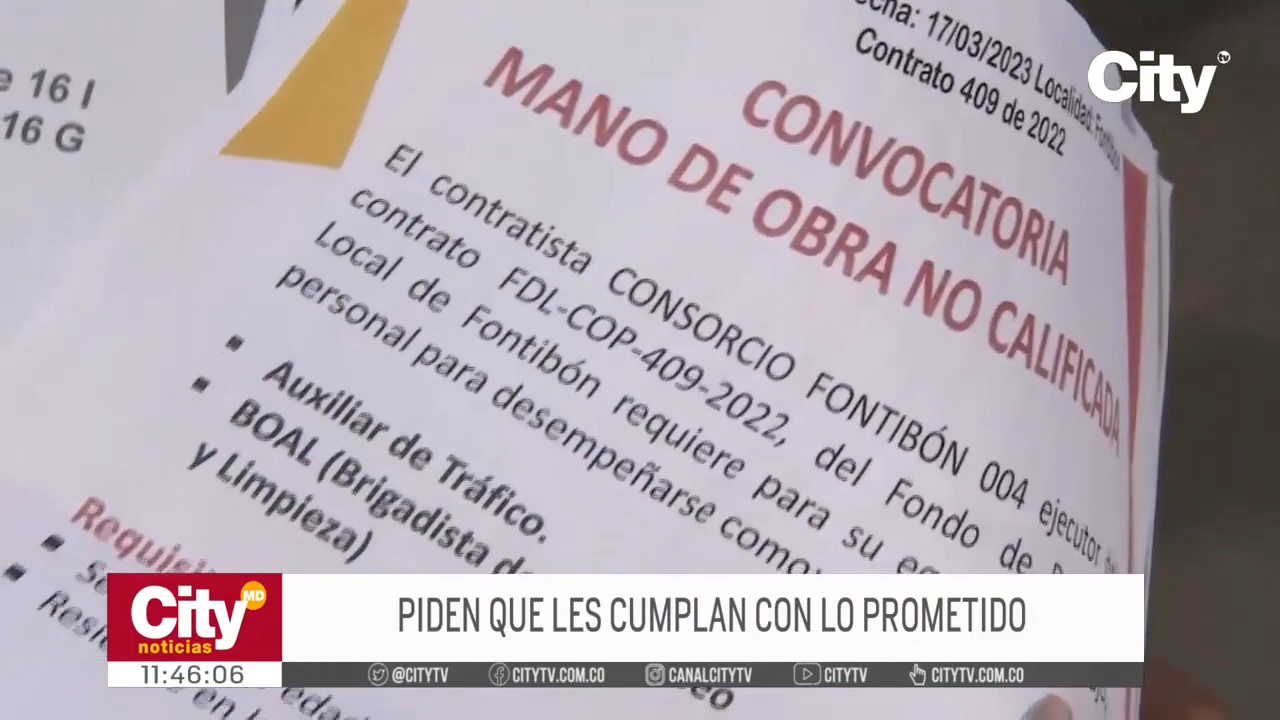 e 16 I
16 G
echa: 17/03/2023 Localidad: Fontibón
Contrato 409 de 2022
City tv
CONVOCATORIA
MANO DE OBRA NO CALIFICADA
El contratista CONSORCIO FONTIBÓN 004 ejecutor
contrato FDL-COP-409-2022, del Fondo de
Local de Fontibón requiere para su
personal para desempeñarse como
Auxiliar de Tráfico.
BOAL (Brigadista de
y Limpieza)
City MD
noticias
11:46:06
PIDEN QUE LES CUMPLAN CON LO PROMETIDO
@CITYTV CITYTV.COM.CO CANALCITYTV CITYTV CITYTV.COM.CO